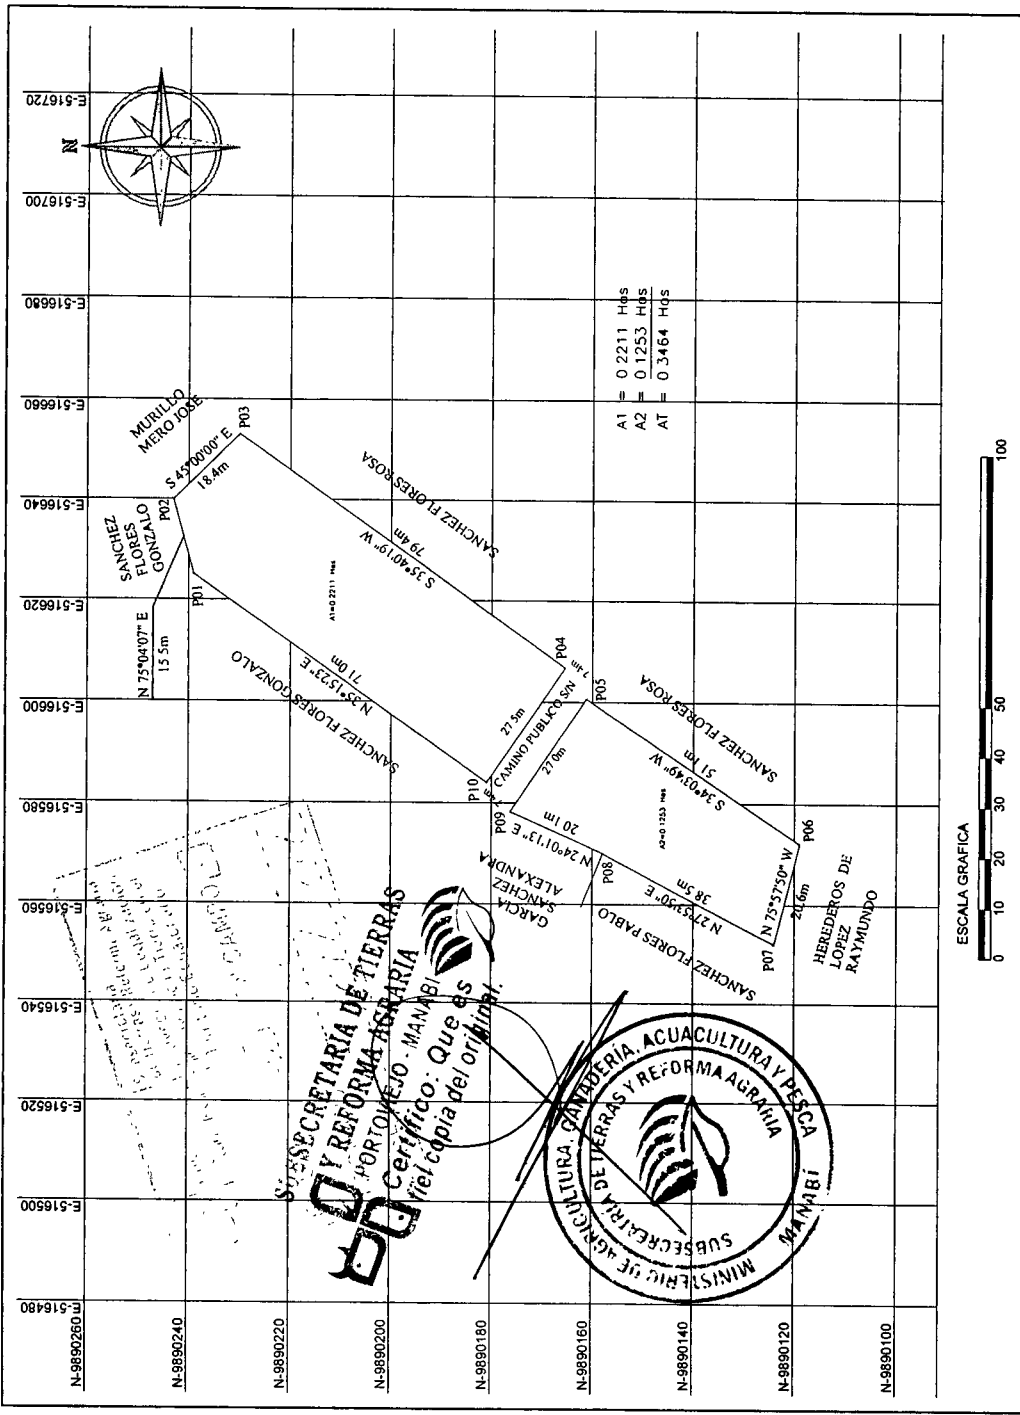 N
E-516480
E-516500
E-516520
E-516540
E-516560
E-516580
E-516600
E-516620
E-516640
E-516660
E-516680
E-516700
E-516720
N-9890260
N-9890240
N-9890220
N-9890200
N-9890180
N-9890160
N-9890140
N-9890120
N-9890100
MURILLO
MERO JOSE
S 45°00'00" E
18.4m
P03
P02
SANCHEZ
FLORES
GONZALO
N 75°04'07" E
15 5m
P01
SANCHEZ FLORES GONZALO
N 35°15'23" E
71 0m
A1=0.2211 Has
S 35°40'19" W
79 4m
SANCHEZ FLORES ROSA
P04
7 4m
P05
27 5m
CAMINO PUBLICO S/N
27 0m
P10
7 4m
P09
20 1m
N 24°01'13" E
GARCIA
SANCHEZ
ALEXANDRA
P08
A2=0.1253 Has
S 34°03'49" W
51 1m
SANCHEZ FLORES ROSA
38 5m
N 27°53'50" E
SANCHEZ FLORES PABLO
P06
P07
N 75°57'50" W
20.6m
HEREDEROS DE
LOPEZ
RAYMUNDO
A1 = 0 2211 Has
A2 = 0 1253 Has
AT = 0 3464 Has
SUBSECRETARÍA DE TIERRAS
Y REFORMA AGRARIA
PORTOVIEJO - MANABI
Certifico: Que es
fiel copia del original.
MINISTERIO DE AGRICULTURA, GANADERÍA, ACUACULTURA Y PESCA
SUBSECREATRIA DE TIERRAS Y REFORMA AGRARIA
MANABÍ
ESCALA GRAFICA
0 10 20 30 40 50 100